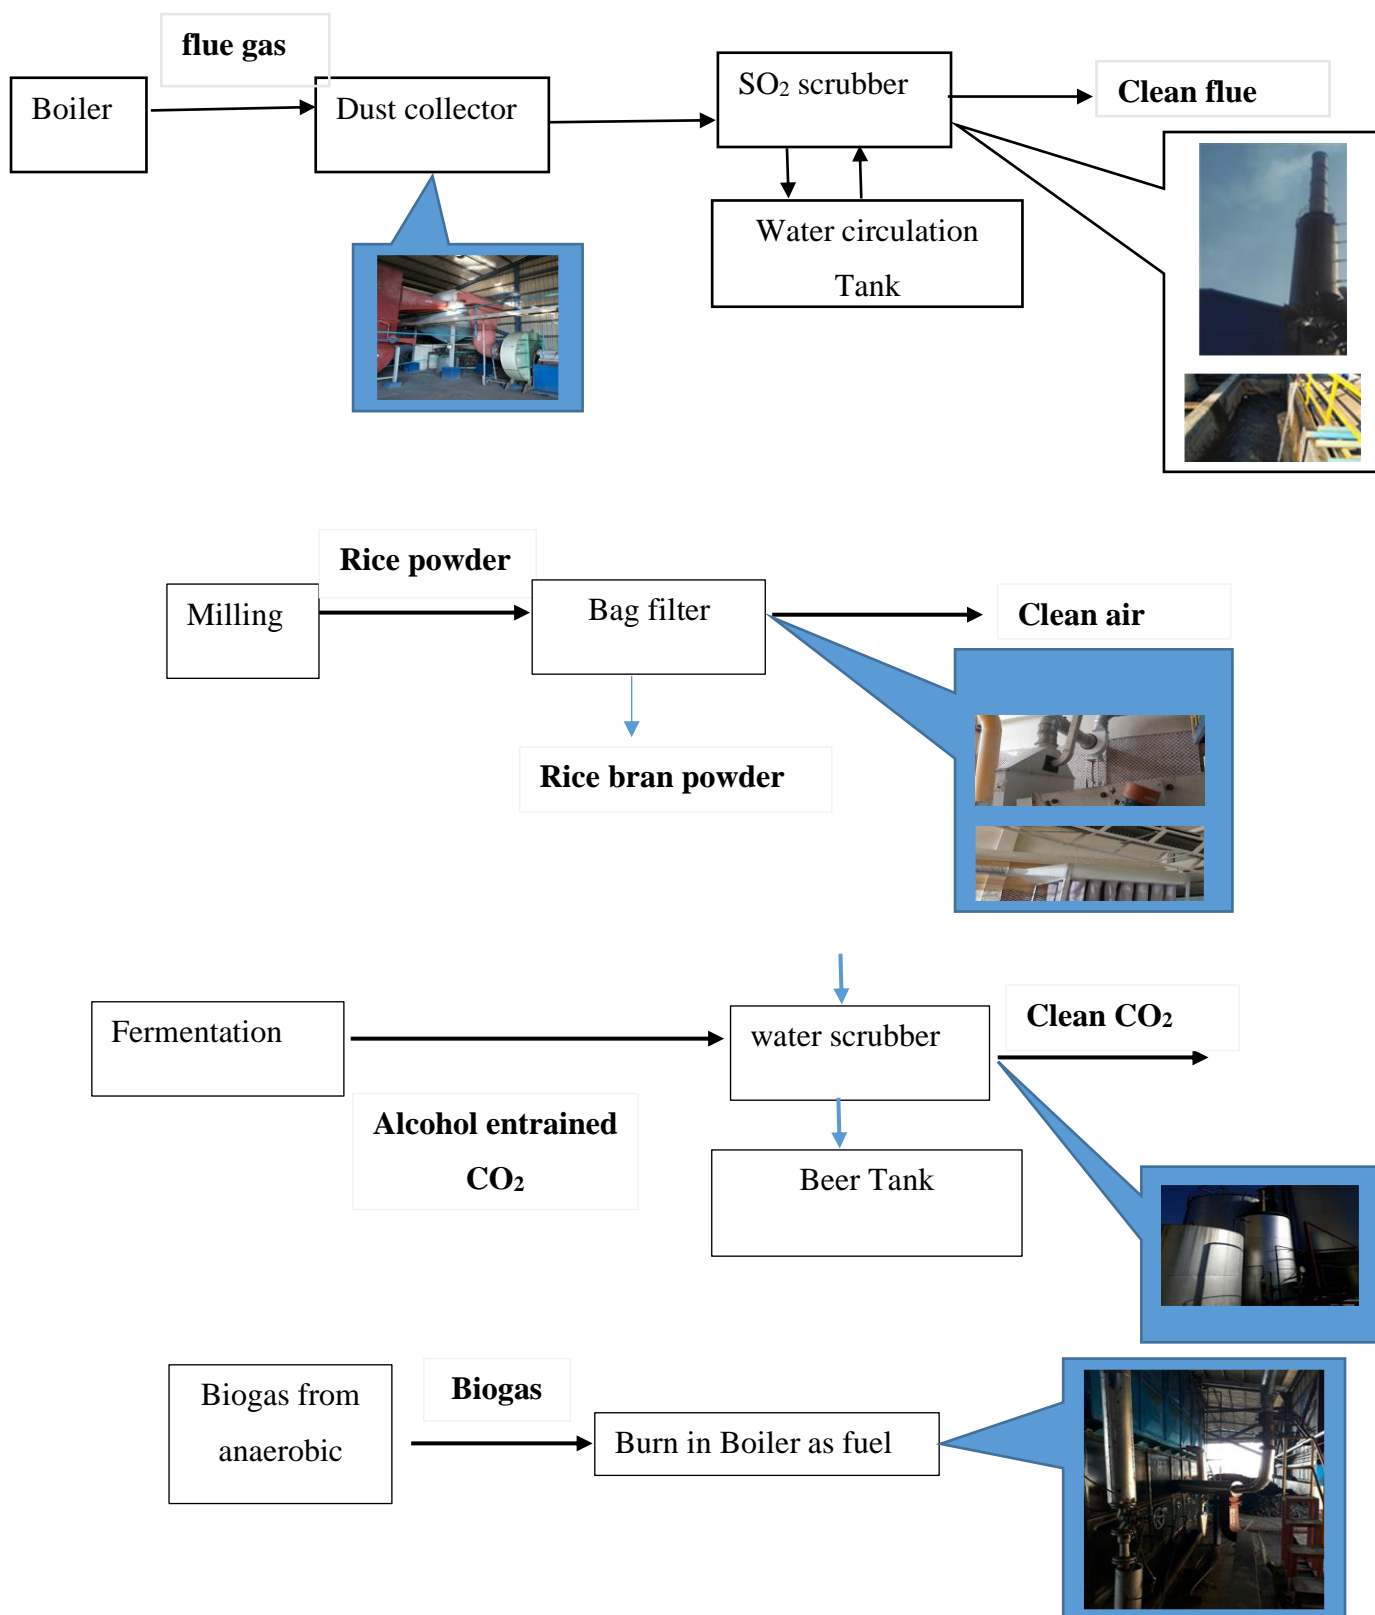 flue gas
Boiler
Dust collector
SO₂ scrubber
Clean flue
Water circulation
Tank
Rice powder
Milling
Bag filter
Clean air
Rice bran powder
Fermentation
water scrubber
Clean CO₂
Alcohol entrained
CO₂
Beer Tank
Biogas from
anaerobic
Biogas
Burn in Boiler as fuel